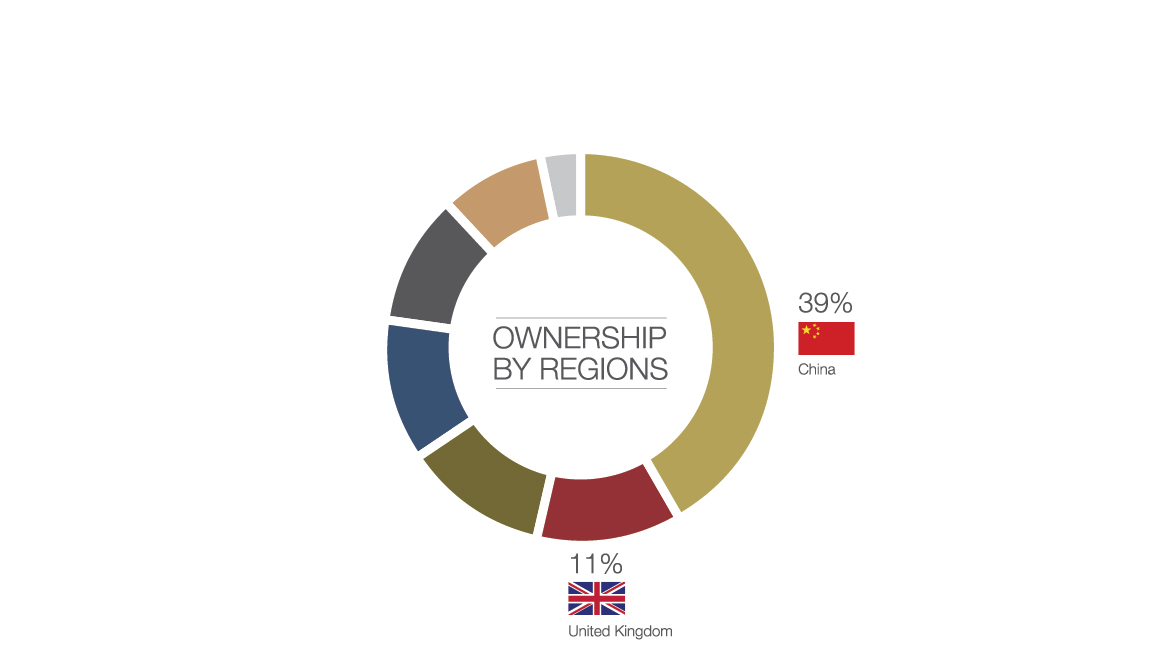 OWNERSHIP
BY REGIONS
39%
China
11%
United Kingdom